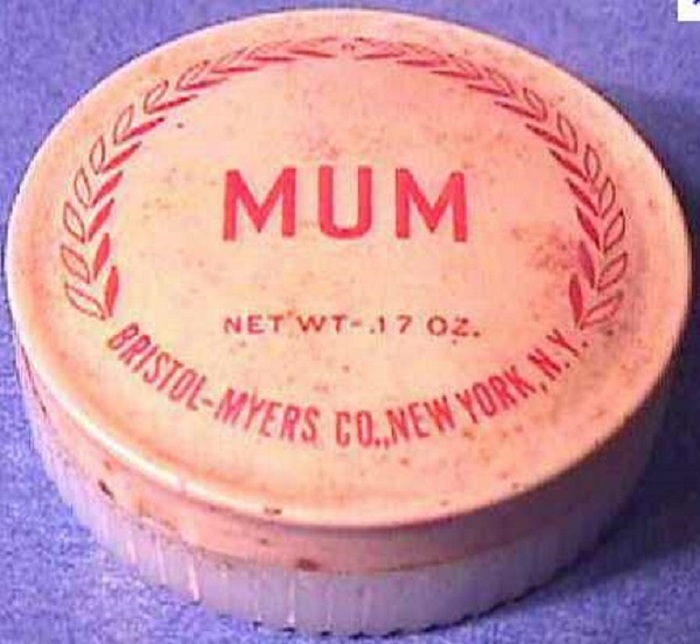 MUM
NET WT- .17 OZ.
BRISTOL-MYERS CO., NEW YORK, N.Y.